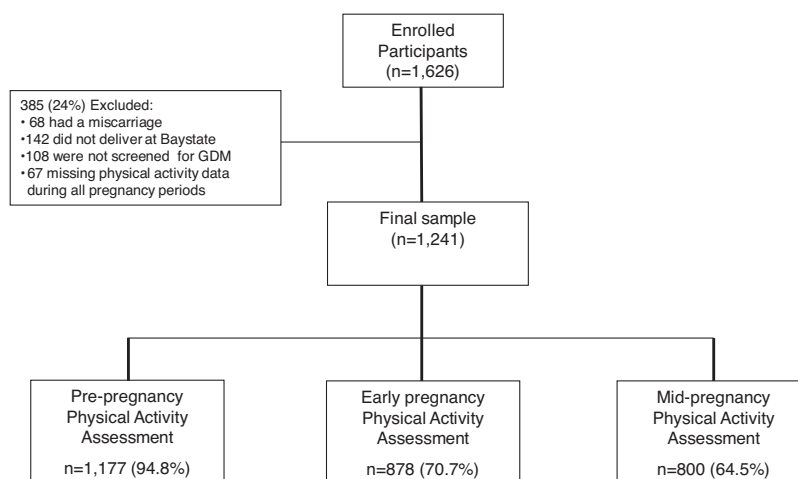 Enrolled
Participants
(n=1,626)
385 (24%) Excluded:
• 68 had a miscarriage
•142 did not deliver at Baystate
•108 were not screened for GDM
•67 missing physical activity data
during all pregnancy periods
Final sample
(n=1,241)
Pre-pregnancy
Physical Activity
Assessment
n=1,177 (94.8%)
Early pregnancy
Physical Activity
Assessment
n=878 (70.7%)
Mid-pregnancy
Physical Activity
Assessment
n=800 (64.5%)